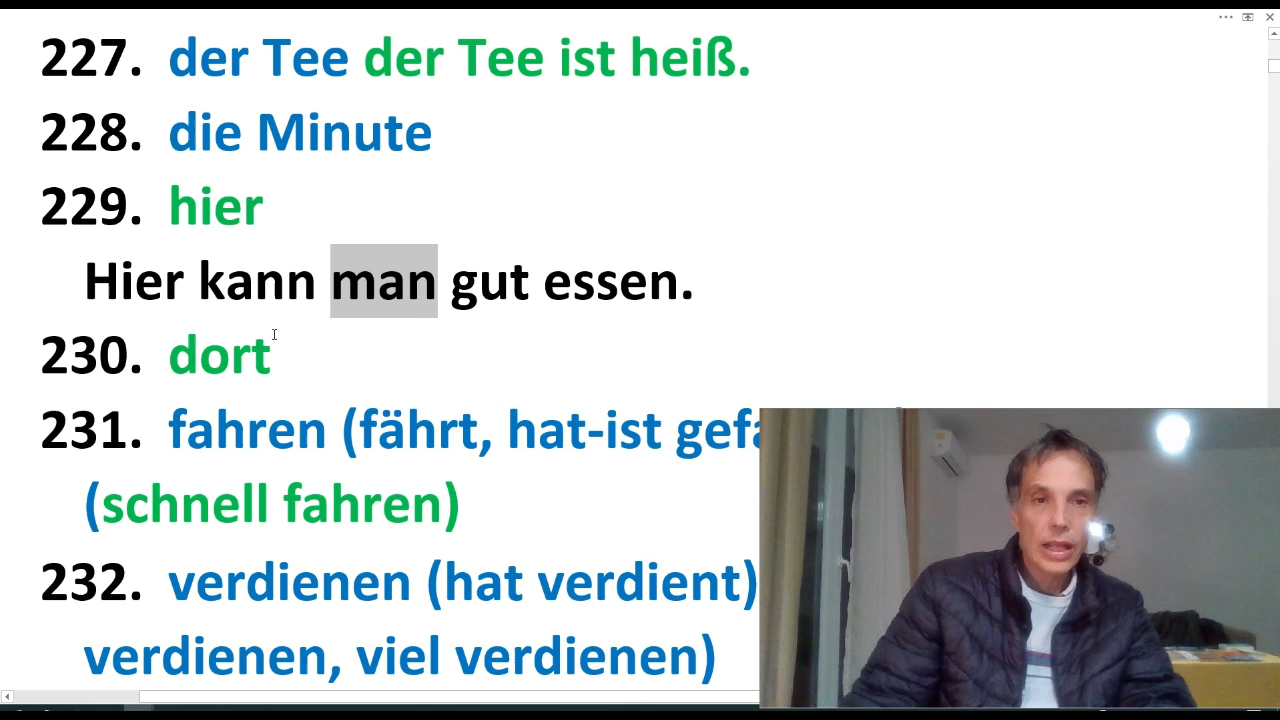 227. der Tee der Tee ist heiß.
228. die Minute
229. hier
Hier kann man gut essen.
230. dort
231. fahren (fährt, hat-ist
(schnell fahren)
232. verdienen (hat verdient)
verdienen, viel verdienen)